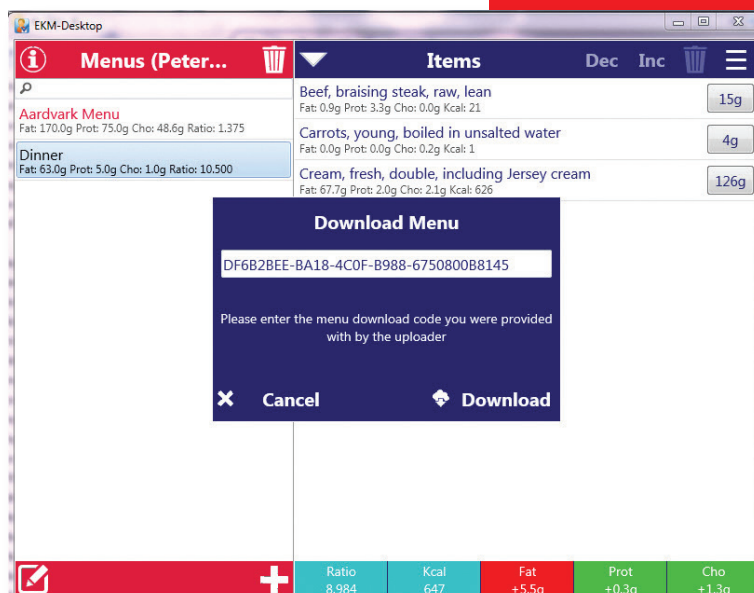 EKM-Desktop
Menus (Peter...
Items
Dec Inc
Aardvark Menu
Fat: 170.0g Prot: 75.0g Cho: 48.6g Ratio: 1.375
Dinner
Fat: 63.0g Prot: 5.0g Cho: 1.0g Ratio: 10.500
Beef, braising steak, raw, lean
Fat: 0.9g Prot: 3.3g Cho: 0.0g Kcal: 21
15g
Carrots, young, boiled in unsalted water
Fat: 0.0g Prot: 0.0g Cho: 0.2g Kcal: 1
4g
Cream, fresh, double, including Jersey cream
Fat: 67.7g Prot: 2.0g Cho: 2.1g Kcal: 626
126g
Download Menu
DF6B2BEE-BA18-4C0F-B988-6750800B8145
Please enter the menu download code you were provided
with by the uploader
Cancel
Download
Ratio Kcal Fat Prot Cho
8.984 647 +5.5g +0.3g +1.3g